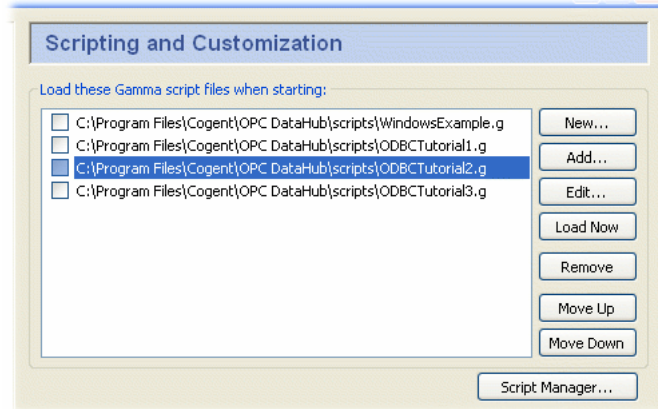 Scripting and Customization
Load these Gamma script files when starting:
C:\Program Files\Cogent\OPC DataHub\scripts\WindowsExample.g
C:\Program Files\Cogent\OPC DataHub\scripts\ODBCTutorial1.g
C:\Program Files\Cogent\OPC DataHub\scripts\ODBCTutorial2.g
C:\Program Files\Cogent\OPC DataHub\scripts\ODBCTutorial3.g
New...
Add...
Edit...
Load Now
Remove
Move Up
Move Down
Script Manager...